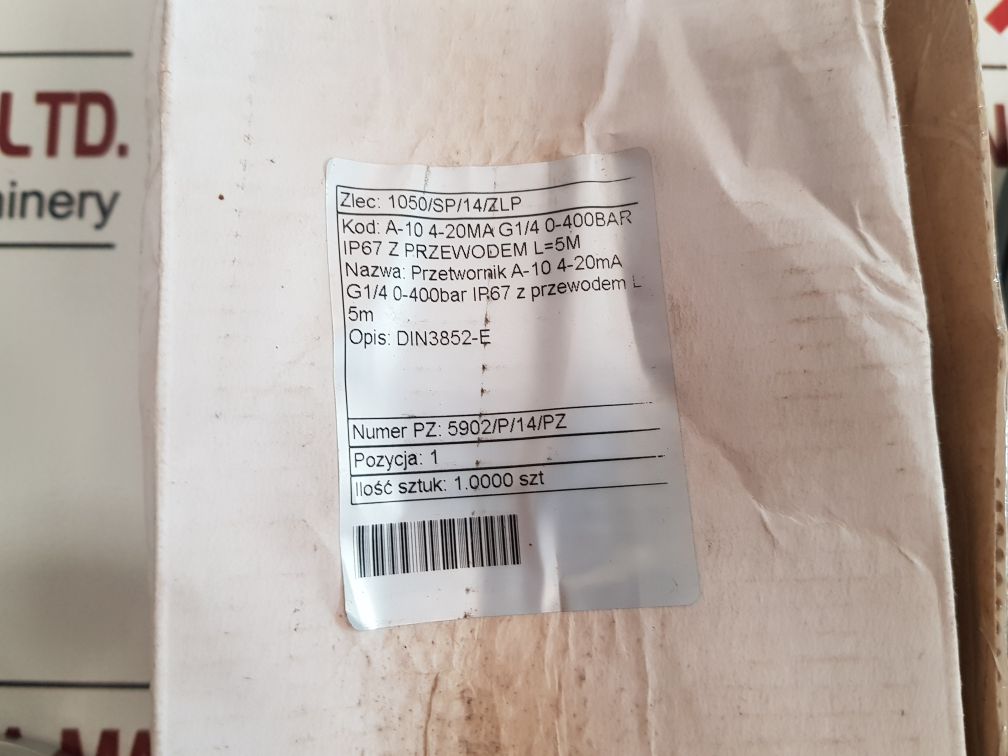 LTD.
inery
Zlec: 1050/SP/14/ZLP
Kod: A-10 4-20MA G1/4 0-400BAR
IP67 Z PRZEWODEM L=5M
Nazwa: Przetwornik A-10 4-20mA
G1/4 0-400bar IP67 z przewodem L
5m
Opis: DIN3852-E
Numer PZ: 5902/P/14/PZ
Pozycja: 1
Ilość sztuk: 1.0000 szt
A MA